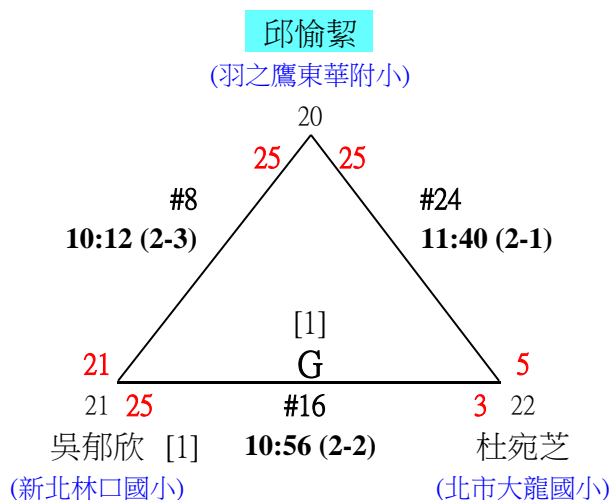 邱愉絜
(羽之鷹東華附小)
20
25 25
#8 #24
10:12 (2-3) 11:40 (2-1)
[1]
21 G 5
21 25 #16 3 22
吳郁欣 [1] 10:56 (2-2) 杜宛芝
(新北林口國小) (北市大龍國小)